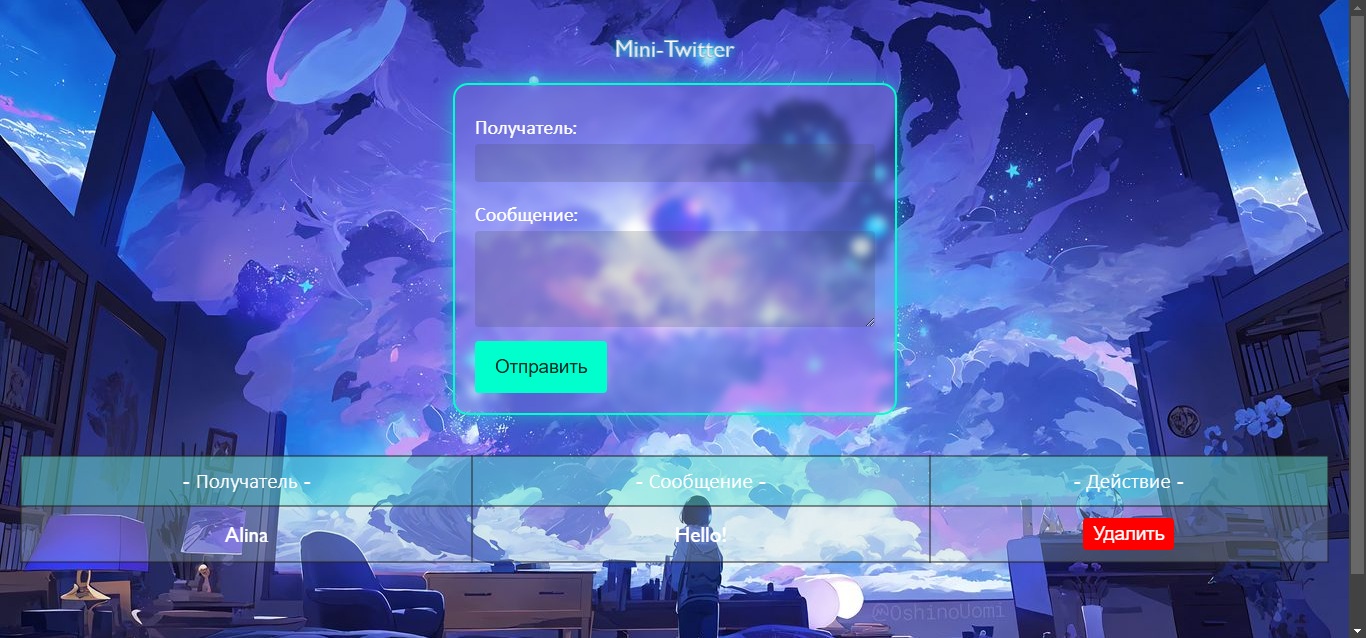 Mini-Twitter
Получатель:
Сообщение:
Отправить
- Получатель - - Сообщение - - Действие -
Alina Hello! Удалить
@OshinoUomi